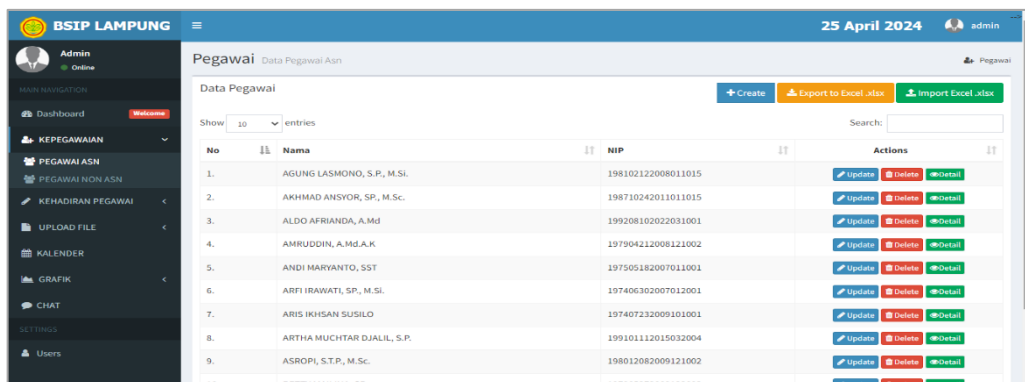 BSIP LAMPUNG
25 April 2024
admin
Admin
Online
Pegawai Data Pegawai Asn
Pegawai
MAIN NAVIGATION
Dashboard
Welcome
KEPEGAWAIAN
PEGAWAI ASN
PEGAWAI NON ASN
KEHADIRAN PEGAWAI
UPLOAD FILE
KALENDER
GRAFIK
CHAT
SETTINGS
Users
Data Pegawai
+ Create
Export to Excel .xlsx
Import Excel .xlsx
Show 10 entries
Search:
No Nama NIP Actions
1. AGUNG LASMONO, S.P., M.Si. 198102122008011015 Update Delete Detail
2. AKHMAD ANSYOR, SP., M.Sc. 198710242011011015 Update Delete Detail
3. ALDO AFRIANDA, A.Md 199208102022031001 Update Delete Detail
4. AMRUDDIN, A.Md.A.K 197904212008121002 Update Delete Detail
5. ANDI MARYANTO, SST 197505182007011001 Update Delete Detail
6. ARFI IRAWATI, SP., M.Si. 197406302007012001 Update Delete Detail
7. ARIS IKHSAN SUSILO 197407232009101001 Update Delete Detail
8. ARTHA MUCHTAR DJALIL, S.P. 199101112015032004 Update Delete Detail
9. ASROPI, S.T.P., M.Sc. 198012082009121002 Update Delete Detail